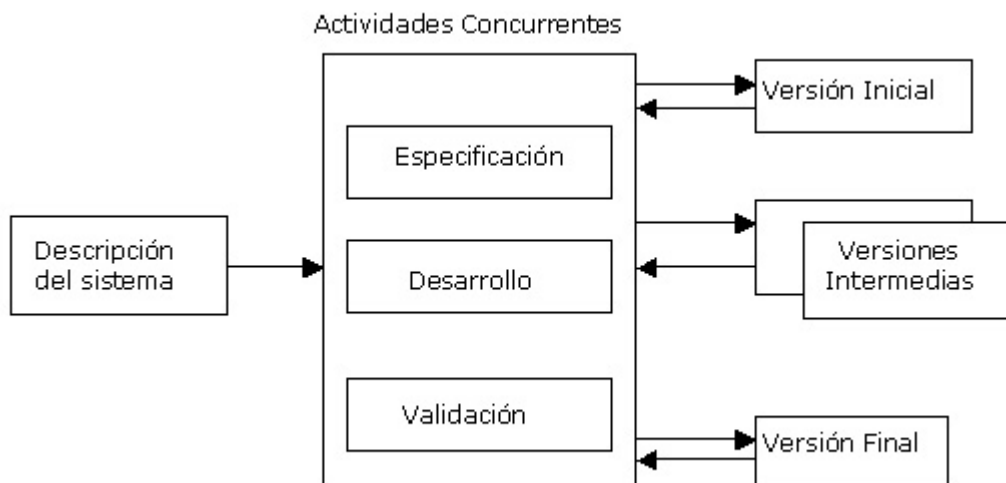 Actividades Concurrentes
Descripción
del sistema
Especificación
Desarrollo
Validación
Versión Inicial
Versiones
Intermedias
Versión Final